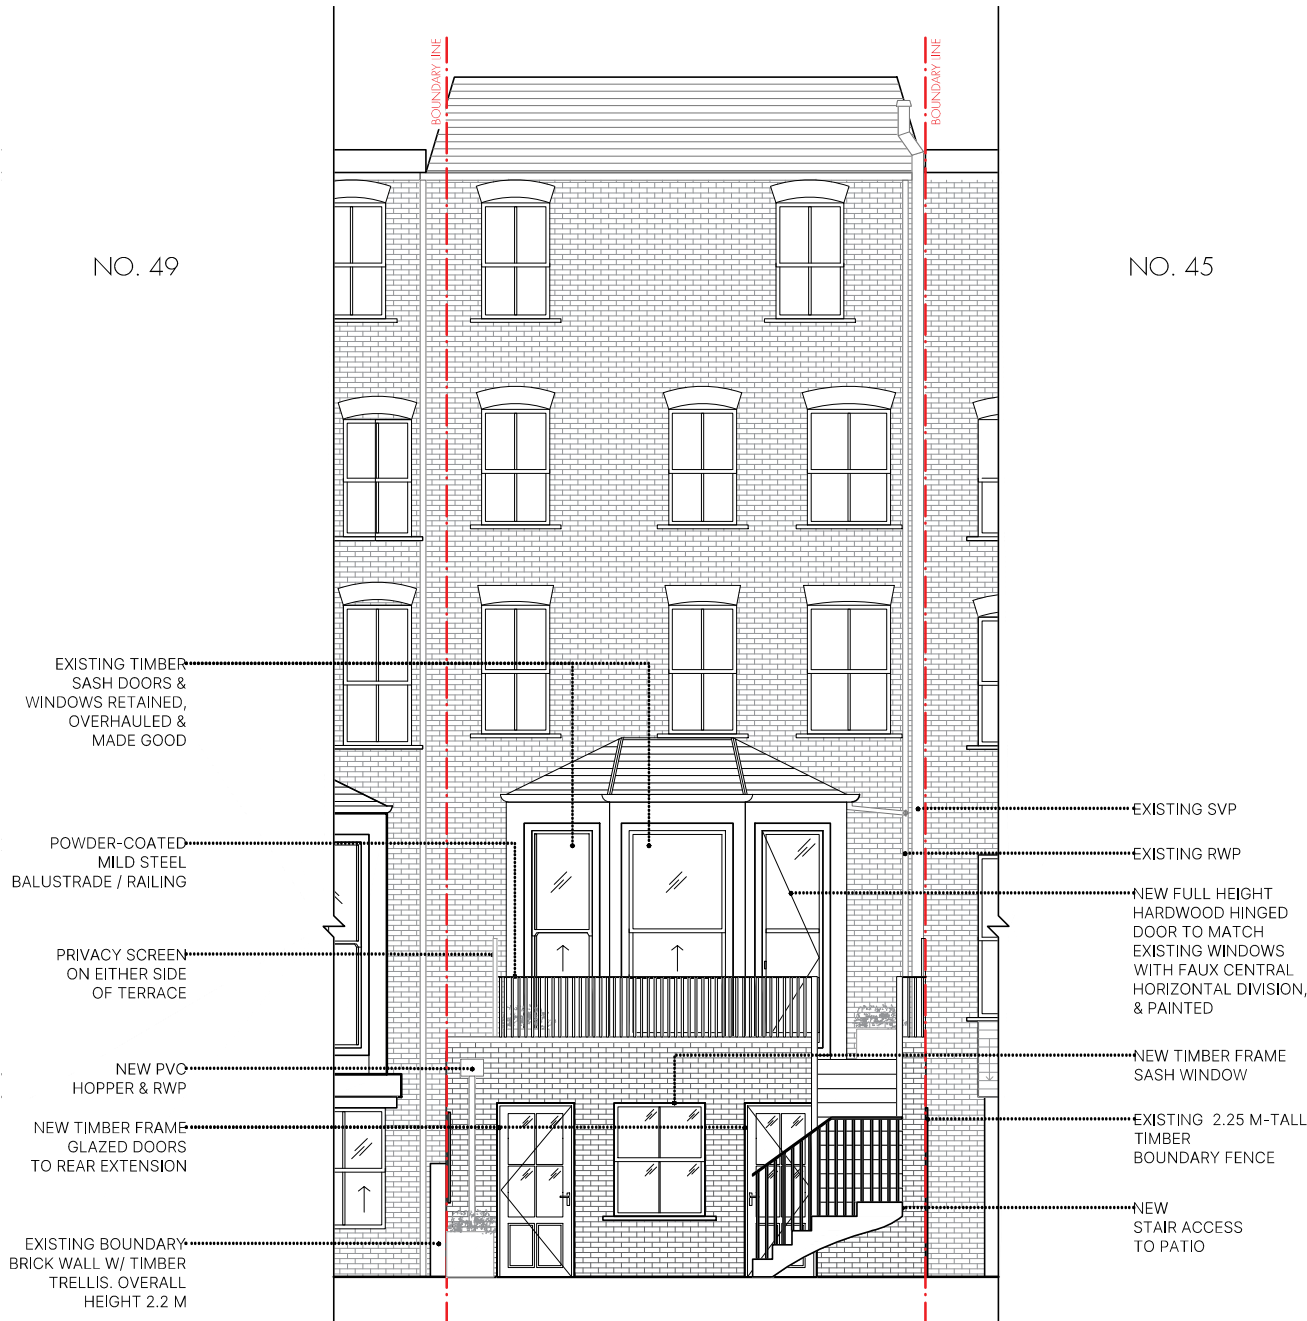 BOUNDARY LINE
BOUNDARY LINE
NO. 49
NO. 45
EXISTING TIMBER
SASH DOORS &
WINDOWS RETAINED,
OVERHAULED &
MADE GOOD
POWDER-COATED
MILD STEEL
BALUSTRADE / RAILING
PRIVACY SCREEN
ON EITHER SIDE
OF TERRACE
NEW PVC
HOPPER & RWP
NEW TIMBER FRAME
GLAZED DOORS
TO REAR EXTENSION
EXISTING BOUNDARY
BRICK WALL W/ TIMBER
TRELLIS. OVERALL
HEIGHT 2.2 M
EXISTING SVP
EXISTING RWP
NEW FULL HEIGHT
HARDWOOD HINGED
DOOR TO MATCH
EXISTING WINDOWS
WITH FAUX CENTRAL
HORIZONTAL DIVISION,
& PAINTED
NEW TIMBER FRAME
SASH WINDOW
EXISTING 2.25 M-TALL
TIMBER
BOUNDARY FENCE
NEW
STAIR ACCESS
TO PATIO